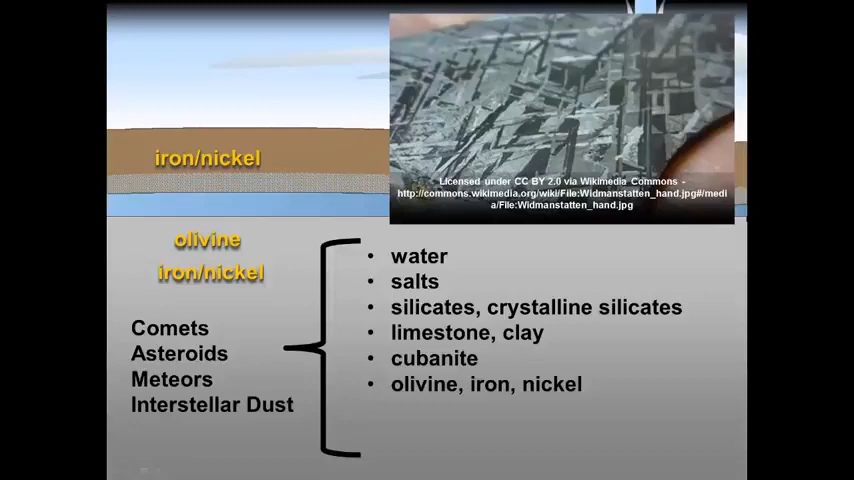 iron/nickel
Licensed under CC BY 2.0 via Wikimedia Commons -
http://commons.wikimedia.org/wiki/File:Widmanstatten_hand.jpg#/medi
a/File:Widmanstatten_hand.jpg
olivine
iron/nickel
Comets
Asteroids
Meteors
Interstellar Dust
• water
• salts
• silicates, crystalline silicates
• limestone, clay
• cubanite
• olivine, iron, nickel